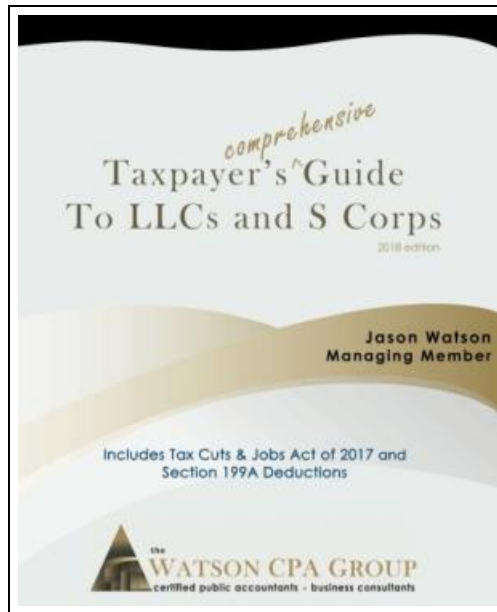 comprehensive
Taxpayer's ^ Guide
To LLCs and S Corps
2018 edition
Jason Watson
Managing Member
Includes Tax Cuts & Jobs Act of 2017 and
Section 199A Deductions
the
WATSON CPA GROUP
certified public accountants - business consultants